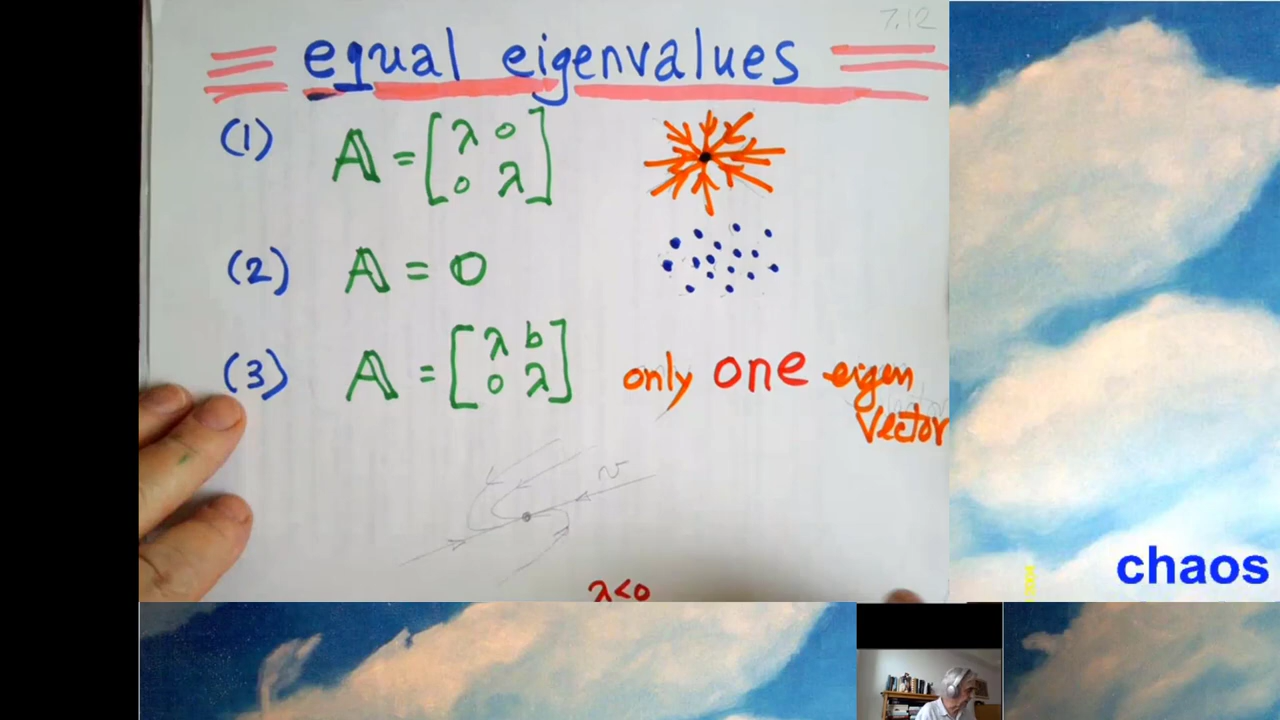 7.12
equal eigenvalues
(1) A = [λ 0
0 λ]
(2) A = 0
(3) A = [λ b
0 λ] only one eigen
vector
v
λ<0
chaos